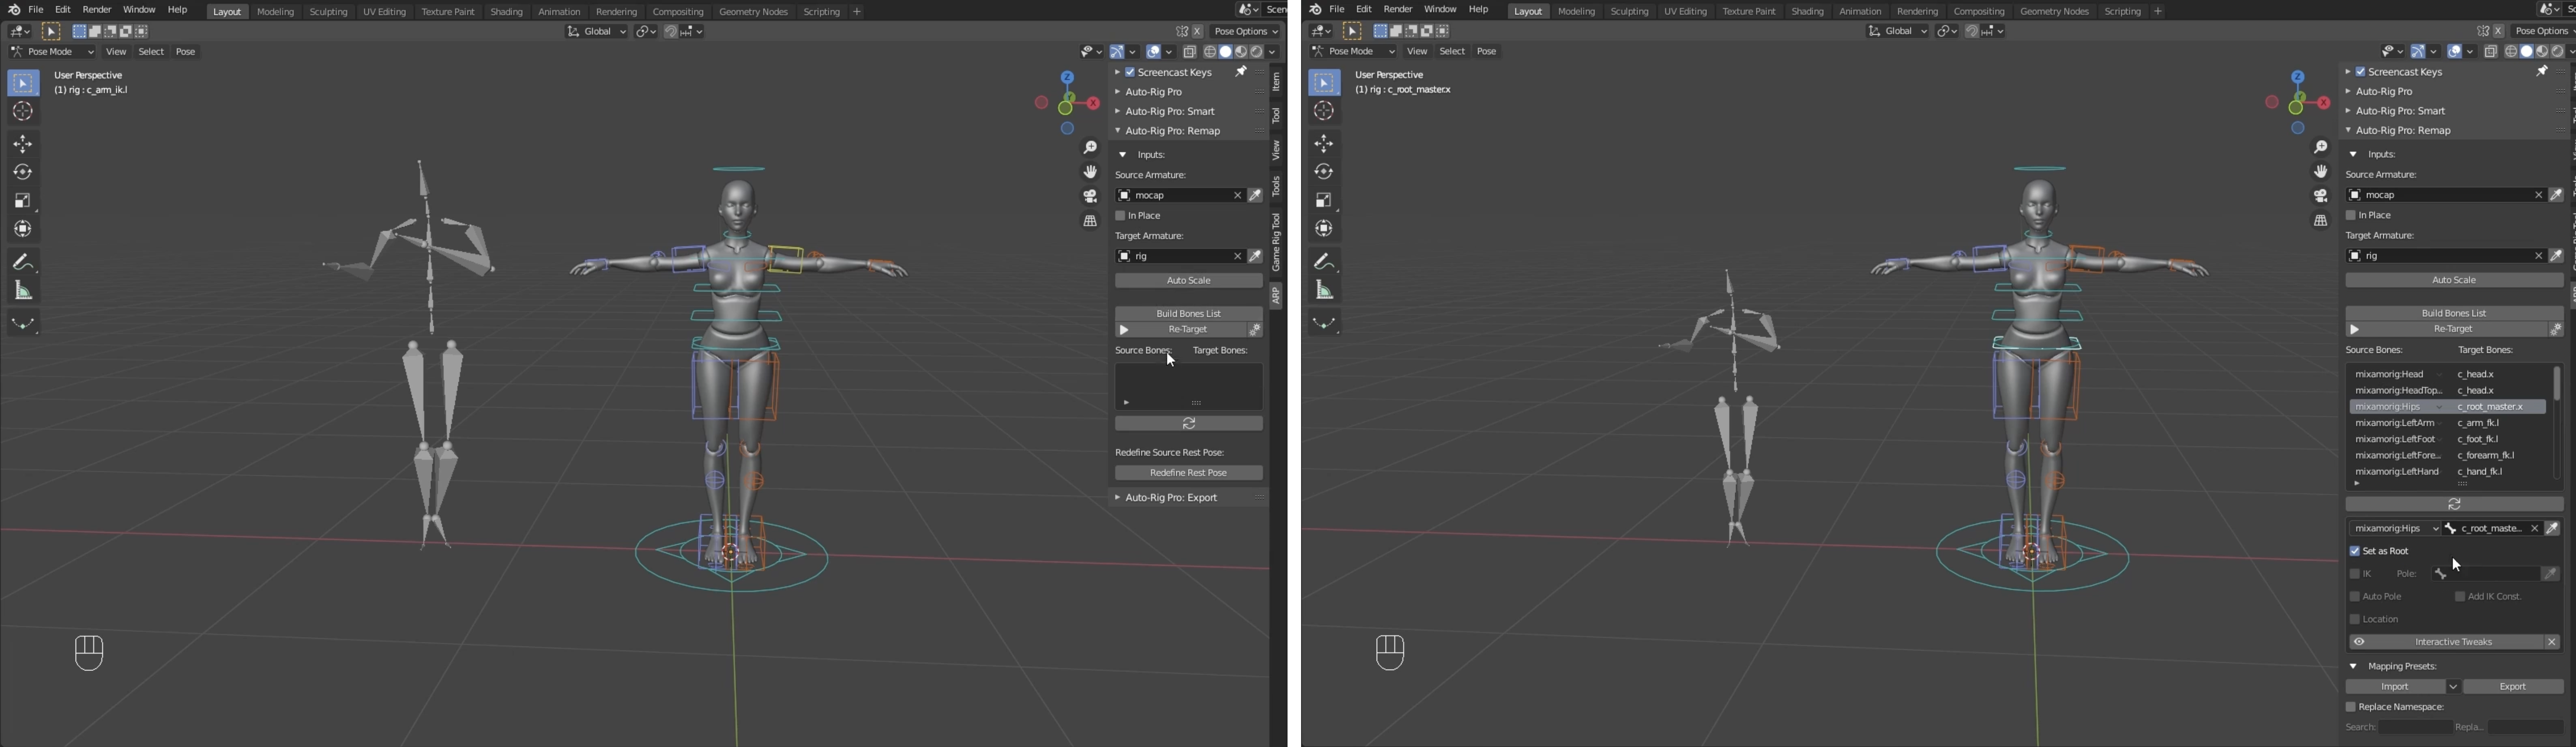 File Edit Render Window Help Layout Modeling Sculpting UV Editing Texture Paint Shading Animation Rendering Compositing Geometry Nodes Scripting + Scen
Global Pose Options
Pose Mode View Select Pose
User Perspective
(1) rig : c_arm_ik.l
Z
X
Screencast Keys
Auto-Rig Pro
Auto-Rig Pro: Smart
Auto-Rig Pro: Remap
Inputs:
Source Armature:
mocap
In Place
Target Armature:
rig
Auto Scale
Build Bones List
Re-Target
Source Bones: Target Bones:
Redefine Source Rest Pose:
Redefine Rest Pose
Auto-Rig Pro: Export
Item
Tool
View
Tools
Game Rig Tool
ARP
File Edit Render Window Help Layout Modeling Sculpting UV Editing Texture Paint Shading Animation Rendering Compositing Geometry Nodes Scripting +
Global Pose Options
Pose Mode View Select Pose
User Perspective
(1) rig : c_root_master.x
Z
X
Screencast Keys
Auto-Rig Pro
Auto-Rig Pro: Smart
Auto-Rig Pro: Remap
Inputs:
Source Armature:
mocap
In Place
Target Armature:
rig
Auto Scale
Build Bones List
Re-Target
Source Bones: Target Bones:
mixamorig:Head c_head.x
mixamorig:HeadTop... c_head.x
mixamorig:Hips c_root_master.x
mixamorig:LeftArm c_arm_fk.l
mixamorig:LeftFoot c_foot_fk.l
mixamorig:LeftFore... c_forearm_fk.l
mixamorig:LeftHand c_hand_fk.l
mixamorig:Hips c_root_maste...
Set as Root
IK Pole:
Auto Pole Add IK Const.
Location
Interactive Tweaks
Mapping Presets:
Import Export
Replace Namespace:
Search: Repla...